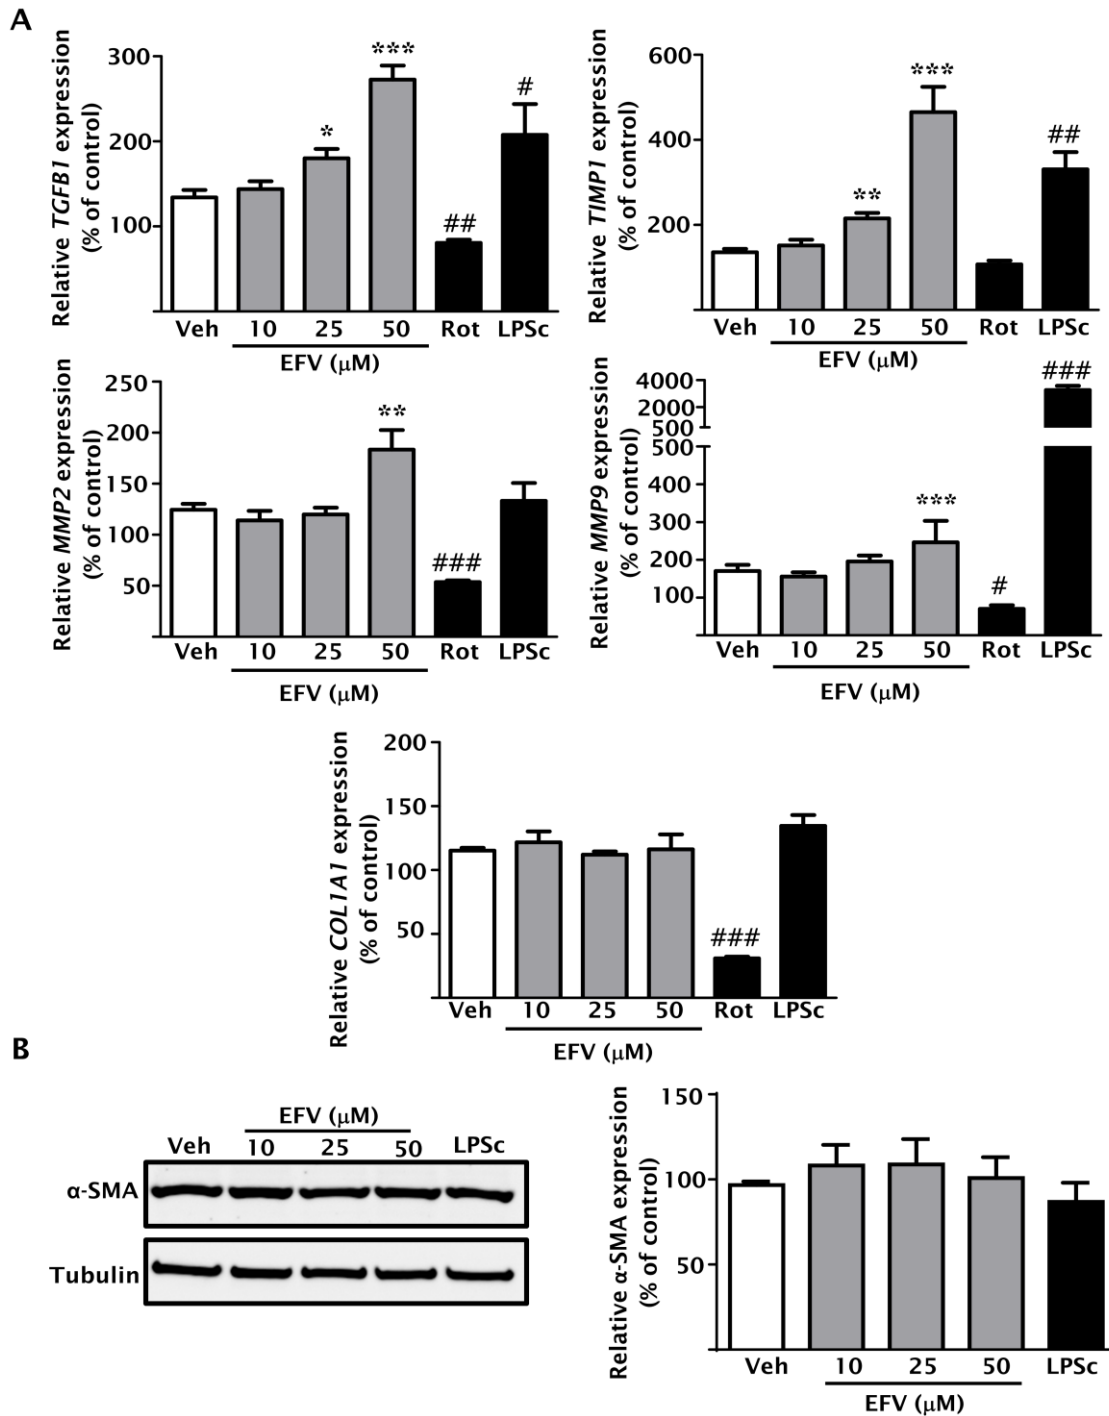 A
Relative TGFB1 expression
(% of control)
300
200
100
*
***
##
#
Veh 10 25 50 Rot LPSc
EFV (μM)
Relative TIMP1 expression
(% of control)
600
400
200
**
***
##
Veh 10 25 50 Rot LPSc
EFV (μM)
Relative MMP2 expression
(% of control)
250
200
150
100
50
**
###
Veh 10 25 50 Rot LPSc
EFV (μM)
Relative MMP9 expression
(% of control)
4000
2000
500
500
400
300
200
100
***
#
###
Veh 10 25 50 Rot LPSc
EFV (μM)
Relative COL1A1 expression
(% of control)
200
150
100
50
###
Veh 10 25 50 Rot LPSc
EFV (μM)
B
EFV (μM)
Veh 10 25 50 LPSc
α-SMA
Tubulin
Relative α-SMA expression
(% of control)
150
100
50
Veh 10 25 50 LPSc
EFV (μM)